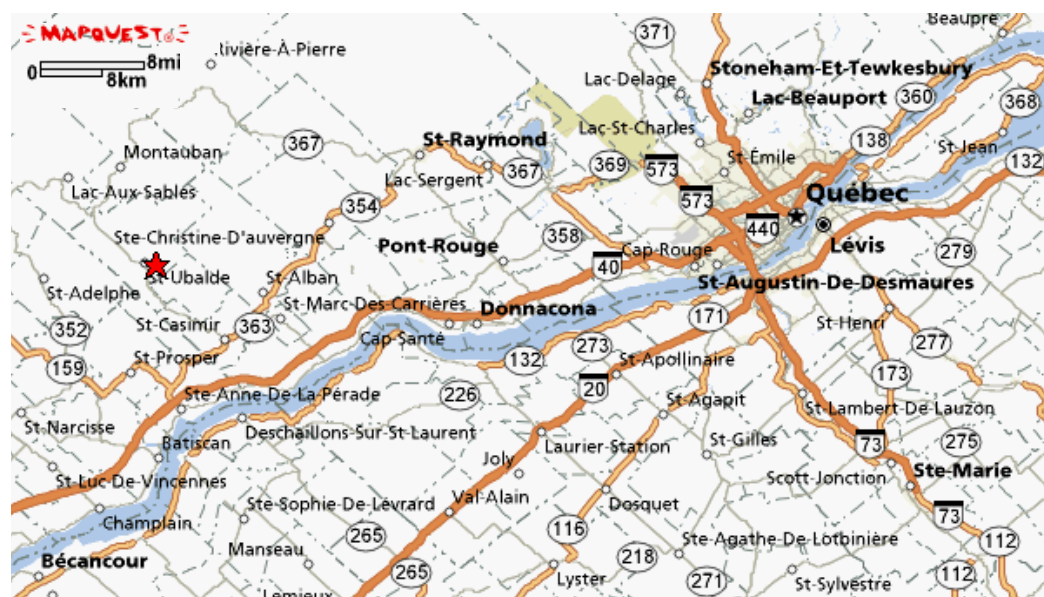 MAPQUEST
0 8mi
8km
Rivière-À-Pierre
371
Beaupre
Lac-Delage
Stoneham-Et-Tewkesbury
Lac-Beauport
360
368
Lac-St-Charles
138
367
St-Raymond
St-Émile
St-Jean
Montauban
369
573
132
Lac-Sergent
367
Lac-Aux-Sables
573
Québec
354
440
Ste-Christine-D'auvergne
Pont-Rouge
358
Cap-Rouge
Lévis
279
40
St-Ubalde
St-Alban
St-Augustin-De-Desmaures
St-Adelphe
St-Marc-Des-Carrières
Donnacona
171
St-Casimir
363
St-Henri
352
Cap-Santé
273
277
St-Prosper
132
St-Apollinaire
159
20
173
Ste-Anne-De-La-Pérade
226
St-Agapit
St-Lambert-De-Lauzon
St-Narcisse
Deschaillons-Sur-St-Laurent
Batiscan
Laurier-Station
St-Gilles
73
275
Joly
Scott-Jonction
Ste-Marie
St-Luc-De-Vincennes
Ste-Sophie-De-Lévrard
Val-Alain
Dosquet
73
Champlain
265
116
Ste-Agathe-De-Lotbinière
112
Manseau
218
Bécancour
265
Lyster
271
St-Sylvestre
112
Lemieux